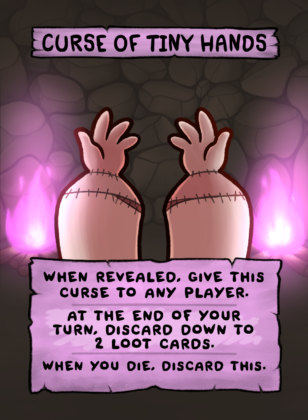 CURSE OF TINY HANDS
WHEN REVEALED, GIVE THIS
CURSE TO ANY PLAYER.
AT THE END OF YOUR
TURN, DISCARD DOWN TO
2 LOOT CARDS.
WHEN YOU DIE, DISCARD THIS.